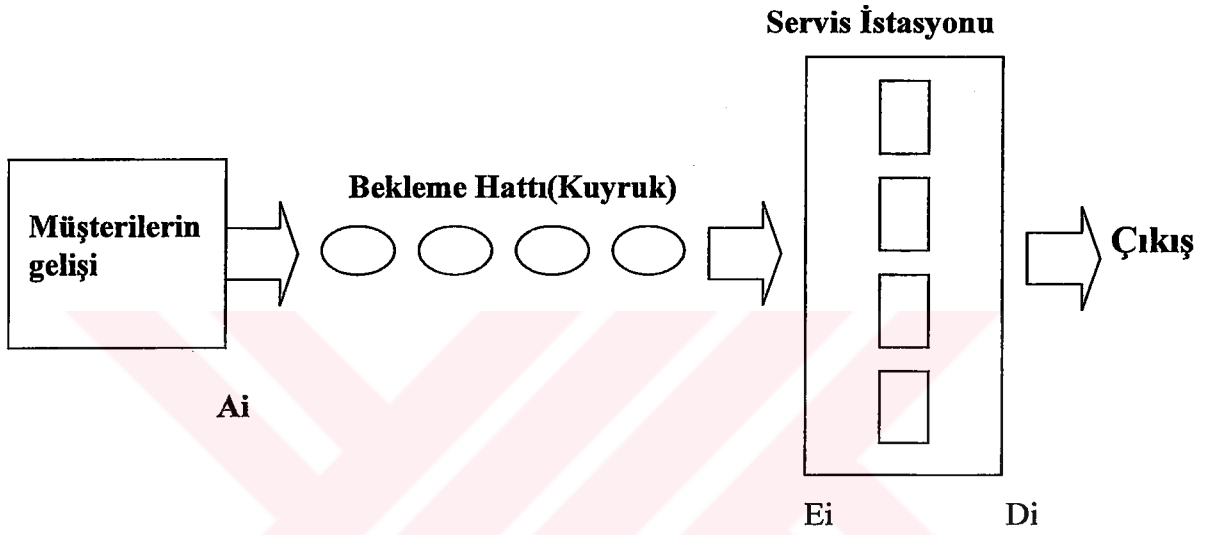 Servis İstasyonu
Bekleme Hattı(Kuyruk)
Müşterilerin
gelişi
Çıkış
Ai
Ei
Di